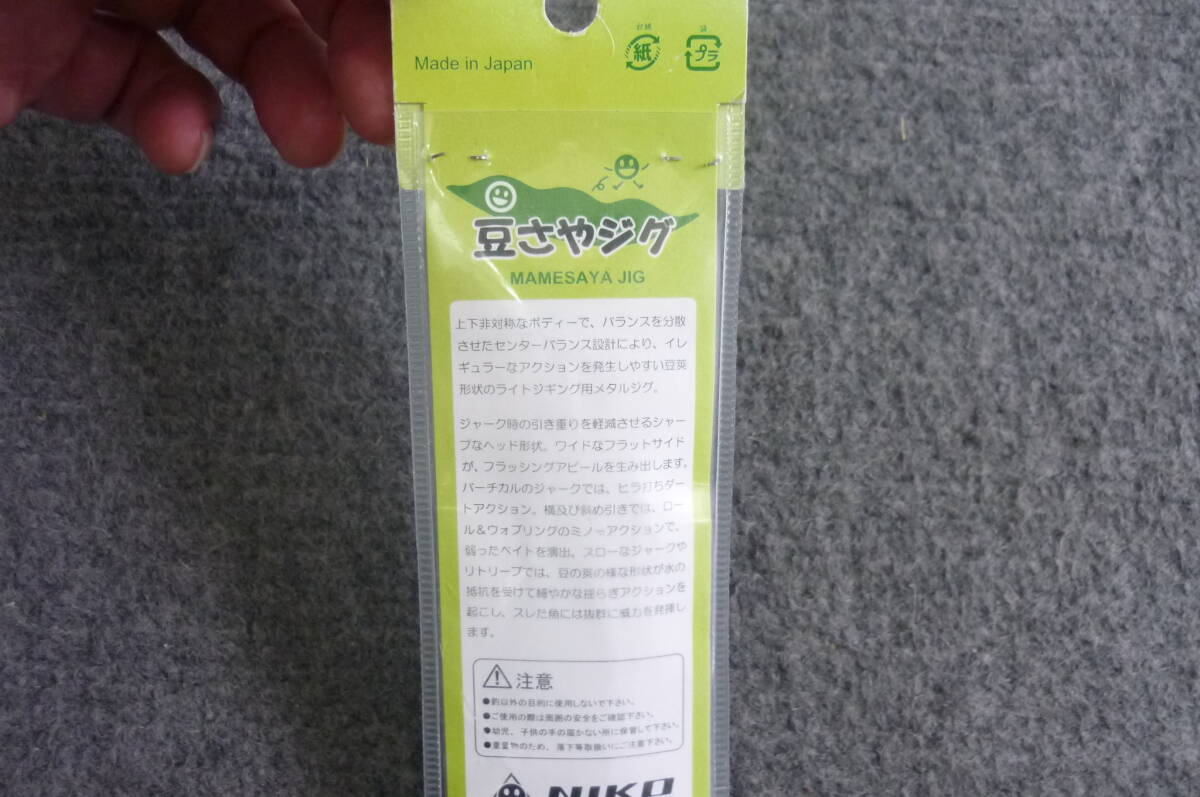 台紙
袋
紙
プラ
Made in Japan
豆さやジグ
MAMESAYA JIG
上下非対称なボディーで、バランスを分散
させたセンターバランス設計により、イレ
ギュラーなアクションを発生しやすい豆莢
形状のライトジギング用メタルジグ。
ジャーク時の引き重りを軽減させるシャー
プなヘッド形状。ワイドなフラットサイド
が、フラッシングアピールを生み出します。
バーチカルのジャークでは、ヒラ打ちダー
トアクション。横及び斜め引きでは、ロー
ル＆ウォブリングのミノーアクションで、
弱ったベイトを演出。スローなジャークや
リトリーブでは、豆の莢の様な形状が水の
抵抗を受けて細やかな揺らぎアクションを
起こし、スレた魚には抜群に威力を発揮し
ます。
注意
●釣以外の目的に使用しないで下さい。
●ご使用の際は周囲の安全をご確認下さい。
●幼児、子供の手の届かない所に保管して下さい。
●重量物のため、落下等取扱いにご注意下さい。
NIKO